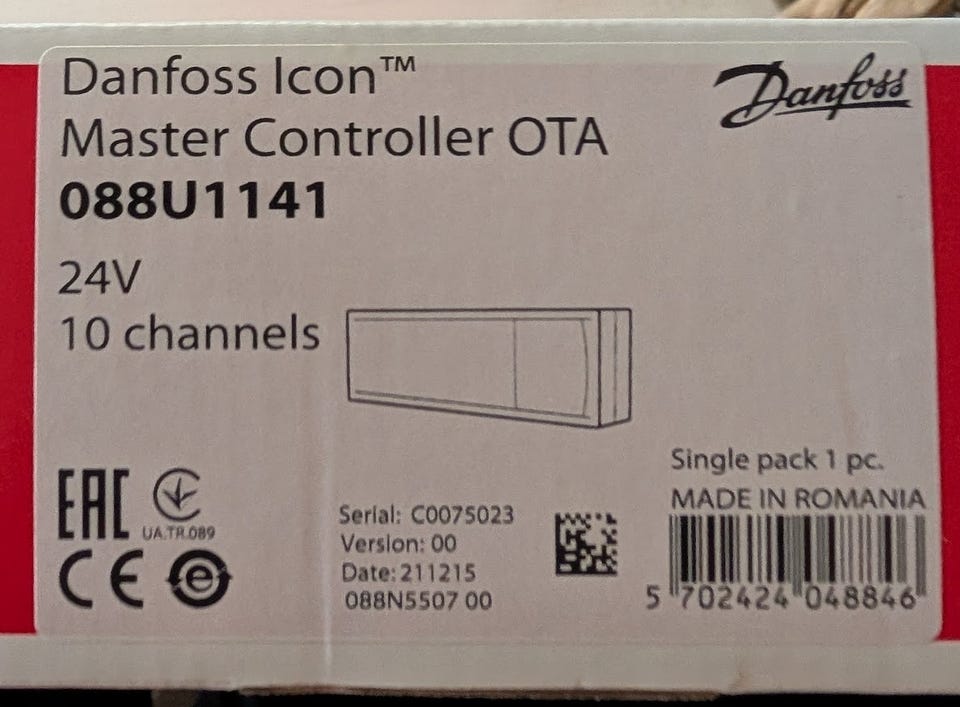 Danfoss Icon™
Danfoss
Master Controller OTA
088U1141
24V
10 channels
EAC
UA.TR.089
CE
e
Serial: C0075023
Version: 00
Date: 211215
088N5507 00
Single pack 1 pc.
MADE IN ROMANIA
5 702424 048846